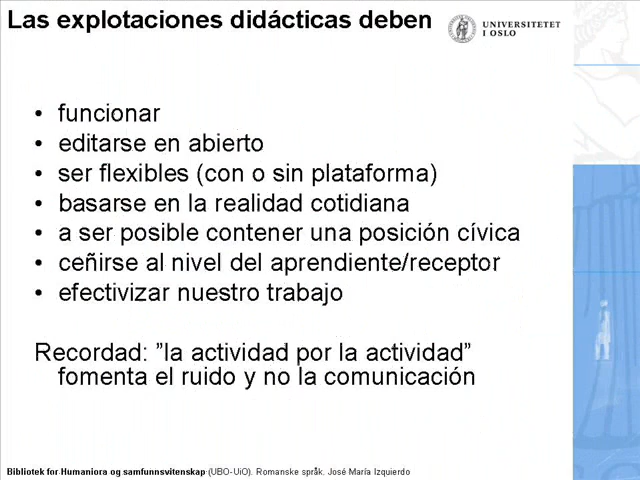 Las explotaciones didácticas deben
UNIVERSITETET
I OSLO
• funcionar
• editarse en abierto
• ser flexibles (con o sin plataforma)
• basarse en la realidad cotidiana
• a ser posible contener una posición cívica
• ceñirse al nivel del aprendiente/receptor
• efectivizar nuestro trabajo
Recordad: ”la actividad por la actividad”
fomenta el ruido y no la comunicación
Bibliotek for Humaniora og samfunnsvitenskap (UBO-UiO). Romanske språk. José María Izquierdo